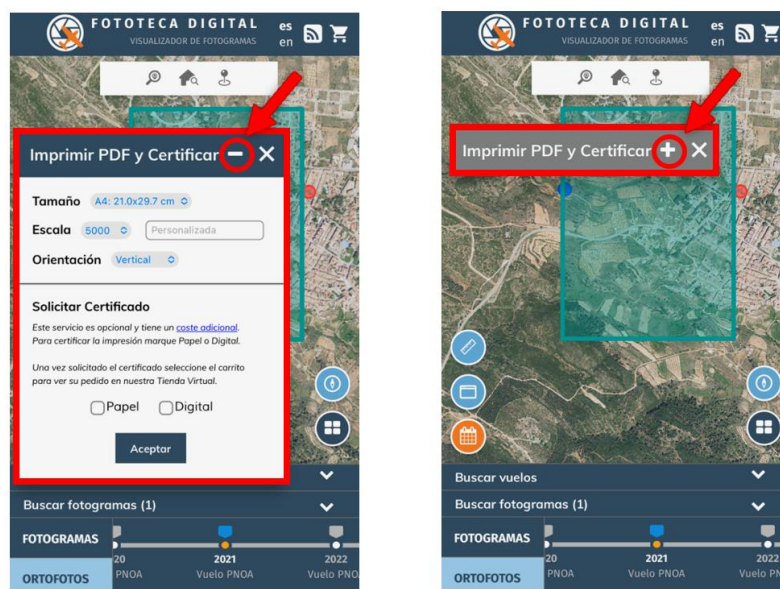 FOTOTECA DIGITAL
VISUALIZADOR DE FOTOGRAMAS
es
en
Imprimir PDF y Certificar
Tamaño A4: 21.0x29.7 cm
Escala 5000 Personalizada
Orientación Vertical
Solicitar Certificado
Este servicio es opcional y tiene un coste adicional.
Para certificar la impresión marque Papel o Digital.
Una vez solicitado el certificado seleccione el carrito
para ver su pedido en nuestra Tienda Virtual.
Papel Digital
Aceptar
Buscar fotogramas (1)
FOTOGRAMAS
20 2021 2022
ORTOFOTOS PNOA Vuelo PNOA Vuelo PNO
FOTOTECA DIGITAL
VISUALIZADOR DE FOTOGRAMAS
es
en
Imprimir PDF y Certificar
Buscar vuelos
Buscar fotogramas (1)
FOTOGRAMAS
20 2021 2022
ORTOFOTOS PNOA Vuelo PNOA Vuelo PN